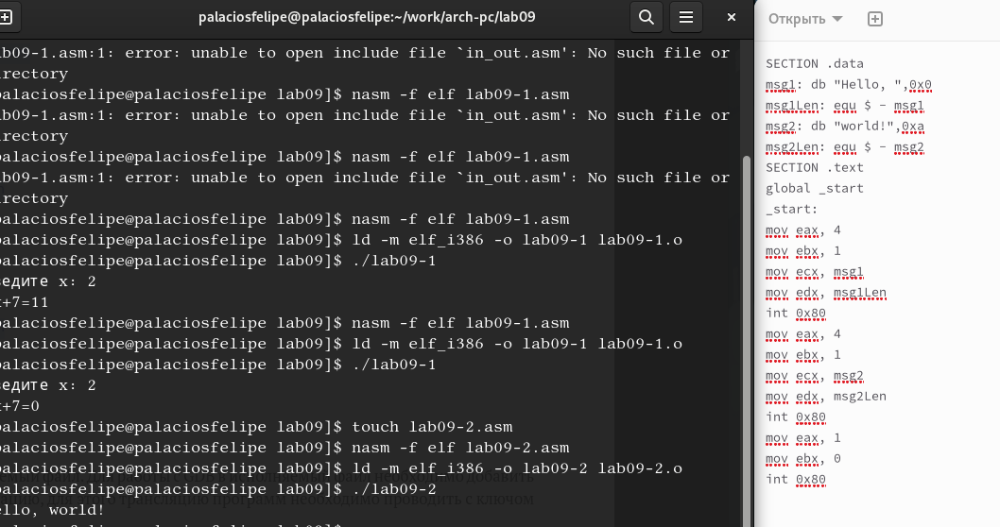 palaciosfelipe@palaciosfelipe:~/work/arch-pc/lab09
ab09-1.asm:1: error: unable to open include file `in_out.asm': No such file or
irectory
palaciosfelipe@palaciosfelipe lab09]$ nasm -f elf lab09-1.asm
ab09-1.asm:1: error: unable to open include file `in_out.asm': No such file or
irectory
palaciosfelipe@palaciosfelipe lab09]$ nasm -f elf lab09-1.asm
ab09-1.asm:1: error: unable to open include file `in_out.asm': No such file or
irectory
palaciosfelipe@palaciosfelipe lab09]$ nasm -f elf lab09-1.asm
palaciosfelipe@palaciosfelipe lab09]$ ld -m elf_i386 -o lab09-1 lab09-1.o
palaciosfelipe@palaciosfelipe lab09]$ ./lab09-1
ведите x: 2
x+7=11
palaciosfelipe@palaciosfelipe lab09]$ nasm -f elf lab09-1.asm
palaciosfelipe@palaciosfelipe lab09]$ ld -m elf_i386 -o lab09-1 lab09-1.o
palaciosfelipe@palaciosfelipe lab09]$ ./lab09-1
ведите x: 2
x+7=0
palaciosfelipe@palaciosfelipe lab09]$ touch lab09-2.asm
palaciosfelipe@palaciosfelipe lab09]$ nasm -f elf lab09-2.asm
palaciosfelipe@palaciosfelipe lab09]$ ld -m elf_i386 -o lab09-2 lab09-2.o
palaciosfelipe@palaciosfelipe lab09]$ ./lab09-2
ello, world!
Открыть
SECTION .data
msg1: db "Hello, ",0x0
msg1Len: equ $ - msg1
msg2: db "world!",0xa
msg2Len: equ $ - msg2
SECTION .text
global _start
_start:
mov eax, 4
mov ebx, 1
mov ecx, msg1
mov edx, msg1Len
int 0x80
mov eax, 4
mov ebx, 1
mov ecx, msg2
mov edx, msg2Len
int 0x80
mov eax, 1
mov ebx, 0
int 0x80